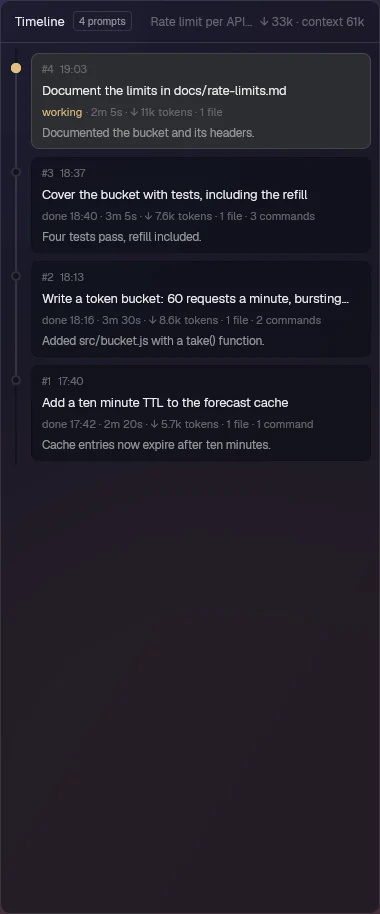 Timeline 4 prompts Rate limit per API… ↓ 33k · context 61k
#4 19:03
Document the limits in docs/rate-limits.md
working · 2m 5s · ↓ 11k tokens · 1 file
Documented the bucket and its headers.
#3 18:37
Cover the bucket with tests, including the refill
done 18:40 · 3m 5s · ↓ 7.6k tokens · 1 file · 3 commands
Four tests pass, refill included.
#2 18:13
Write a token bucket: 60 requests a minute, bursting…
done 18:16 · 3m 30s · ↓ 8.6k tokens · 1 file · 2 commands
Added src/bucket.js with a take() function.
#1 17:40
Add a ten minute TTL to the forecast cache
done 17:42 · 2m 20s · ↓ 5.7k tokens · 1 file · 1 command
Cache entries now expire after ten minutes.